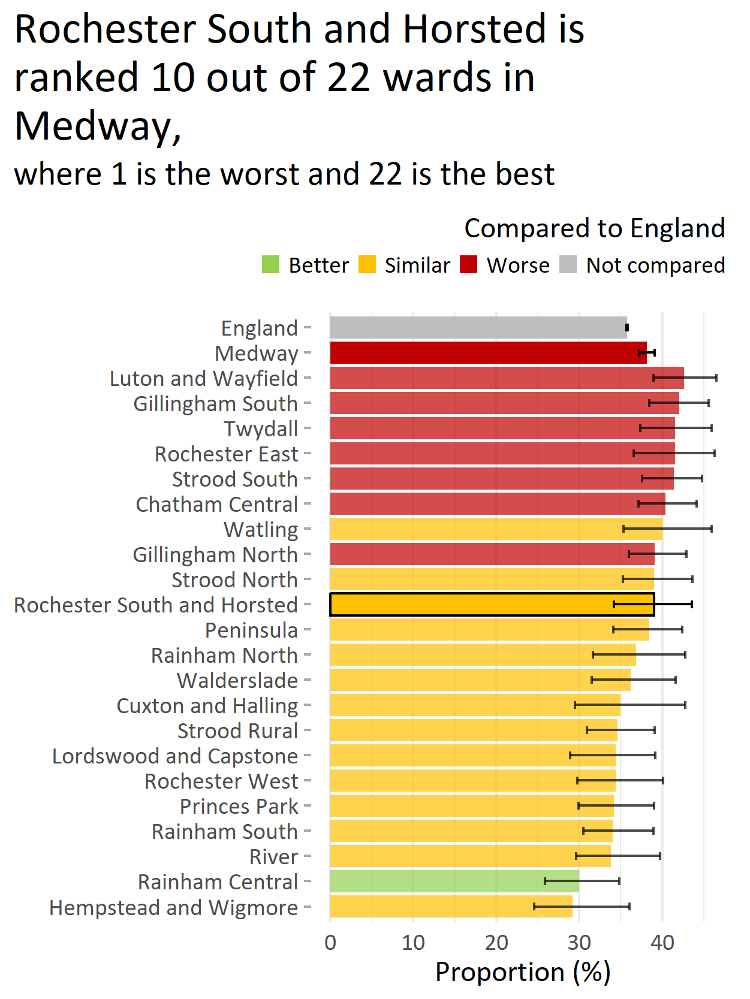 Rochester South and Horsted is
ranked 10 out of 22 wards in
Medway,
where 1 is the worst and 22 is the best
Compared to England
Better Similar Worse Not compared
England
Medway
Luton and Wayfield
Gillingham South
Twydall
Rochester East
Strood South
Chatham Central
Watling
Gillingham North
Strood North
Rochester South and Horsted
Peninsula
Rainham North
Walderslade
Cuxton and Halling
Strood Rural
Lordswood and Capstone
Rochester West
Princes Park
Rainham South
River
Rainham Central
Hempstead and Wigmore
0 10 20 30 40
Proportion (%)